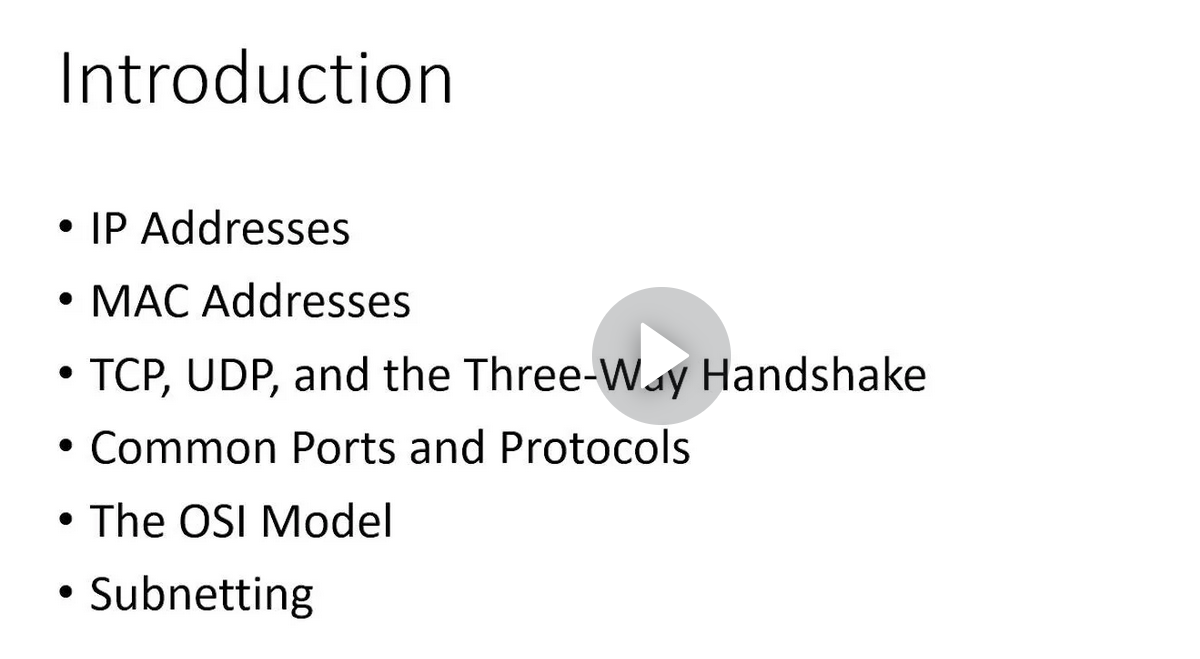 Introduction
• IP Addresses
• MAC Addresses
• TCP, UDP, and the Three-Way Handshake
• Common Ports and Protocols
• The OSI Model
• Subnetting